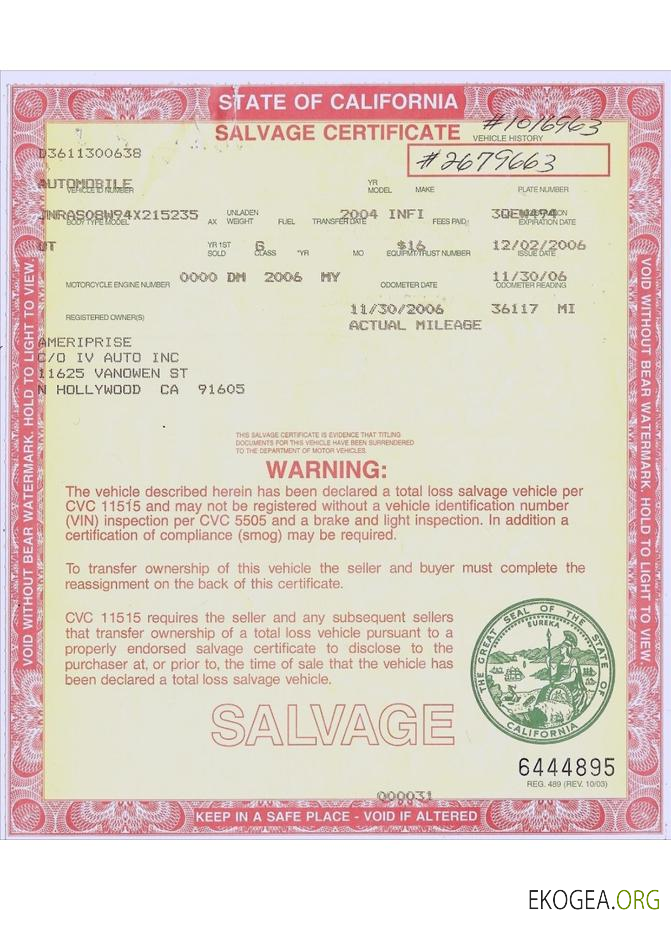 STATE OF CALIFORNIA
SALVAGE CERTIFICATE
#1016963
VEHICLE HISTORY
#2679663
D3611300638
AUTOMOBILE
VEHICLE ID NUMBER
YR
MODEL
MAKE
PLATE NUMBER
JNRAS08W94X215235
2004 INFI
3QEW494
BODY TYPE MODEL
AX
UNLADEN
WEIGHT
FUEL
TRANSFER DATE
FEES PAID
EXPIRATION DATE
UT
YR 1ST
SOLD
G
CLASS
*YR
MO
$16
EQUIPMT/TRUST NUMBER
12/02/2006
ISSUE DATE
MOTORCYCLE ENGINE NUMBER
0000 DM 2006 MY
ODOMETER DATE
11/30/06
ODOMETER READING
REGISTERED OWNER(S)
11/30/2006
36117 MI
ACTUAL MILEAGE
AMERIPRISE
C/O IV AUTO INC
11625 VANOWEN ST
N HOLLYWOOD CA 91605
THIS SALVAGE CERTIFICATE IS EVIDENCE THAT TITLING
DOCUMENTS FOR THIS VEHICLE HAVE BEEN SURRENDERED
TO THE DEPARTMENT OF MOTOR VEHICLES.
WARNING:
The vehicle described herein has been declared a total loss salvage vehicle per
CVC 11515 and may not be registered without a vehicle identification number
(VIN) inspection per CVC 5505 and a brake and light inspection. In addition a
certification of compliance (smog) may be required.
To transfer ownership of this vehicle the seller and buyer must complete the
reassignment on the back of this certificate.
CVC 11515 requires the seller and any subsequent sellers
that transfer ownership of a total loss vehicle pursuant to a
properly endorsed salvage certificate to disclose to the
purchaser at, or prior to, the time of sale that the vehicle has
been declared a total loss salvage vehicle.
THE GREAT SEAL OF THE STATE OF CALIFORNIA
EUREKA
SALVAGE
6444895
REG. 489 (REV. 10/03)
000031
KEEP IN A SAFE PLACE - VOID IF ALTERED
VOID WITHOUT BEAR WATERMARK. HOLD TO LIGHT TO VIEW.
VOID WITHOUT BEAR WATERMARK. HOLD TO LIGHT TO VIEW
EKOGEA.ORG